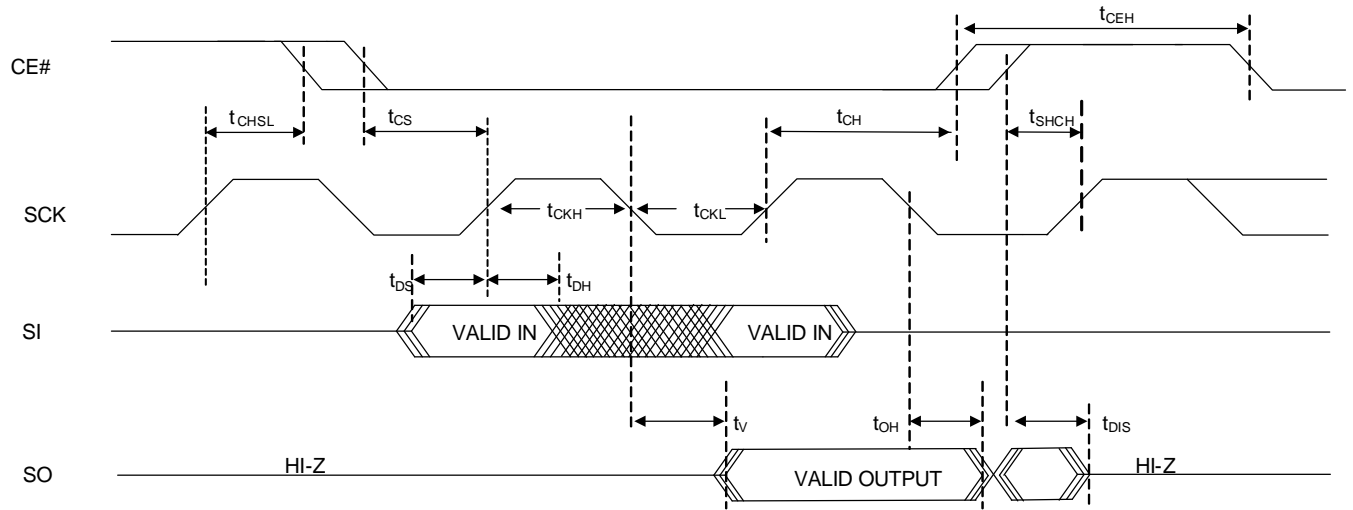 tCEH
CE#
tCHSL
tCS
tCH
tSHCH
SCK
tCKH
tCKL
tDS
tDH
SI
VALID IN
VALID IN
tV
tOH
tDIS
SO
HI-Z
VALID OUTPUT
HI-Z